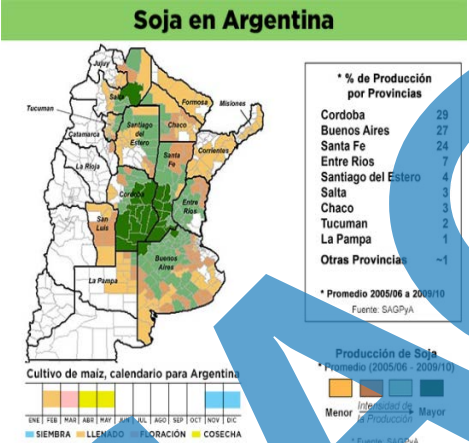 Soja en Argentina
Jujuy
Salta
Formosa
Misiones
Tucuman
Catamarca
Santiago
del
Estero
Chaco
Corrientes
Santa
Fe
La Rioja
Cordoba
Entre
Rios
San
Luis
Buenos
Aires
La Pampa
* % de Producción
por Provincias
Cordoba 29
Buenos Aires 27
Santa Fe 24
Entre Rios 7
Santiago del Estero 4
Salta 3
Chaco 3
Tucuman 2
La Pampa 1
Otras Provincias ~1
* Promedio 2005/06 a 2009/10
Fuente: SAGPyA
Cultivo de maíz, calendario para Argentina
ENE FEB MAR ABR MAY JUN JUL AGO SEP OCT NOV DIC
SIEMBRA LLENADO FLORACIÓN COSECHA
Producción de Soja
* Promedio (2005/06 - 2009/10)
Menor Intensidad de la Producción Mayor
* Fuente: SAGPyA